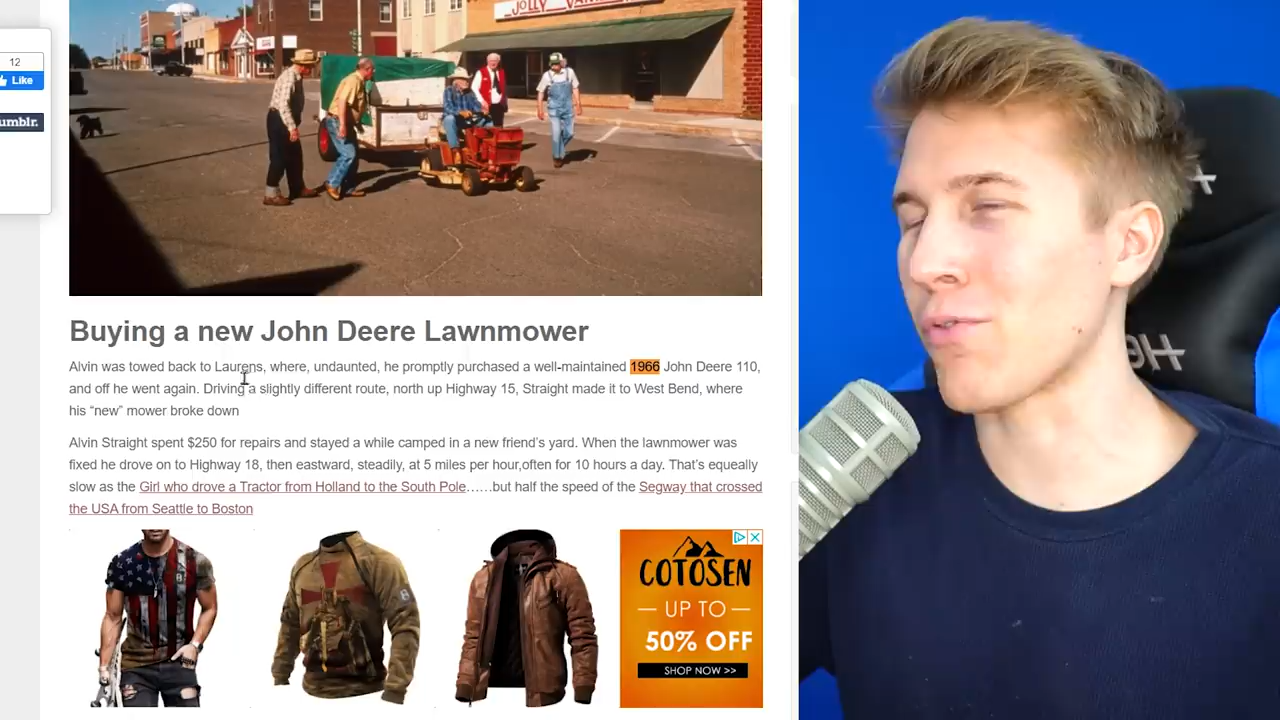 JOLLY
12
Like
umblr.
Buying a new John Deere Lawnmower
Alvin was towed back to Laurens, where, undaunted, he promptly purchased a well-maintained 1966 John Deere 110,
and off he went again. Driving a slightly different route, north up Highway 15, Straight made it to West Bend, where
his “new” mower broke down
Alvin Straight spent $250 for repairs and stayed a while camped in a new friend’s yard. When the lawnmower was
fixed he drove on to Highway 18, then eastward, steadily, at 5 miles per hour,often for 10 hours a day. That’s equeally
slow as the Girl who drove a Tractor from Holland to the South Pole……but half the speed of the Segway that crossed
the USA from Seattle to Boston
COTOSEN
UP TO
50% OFF
SHOP NOW >>